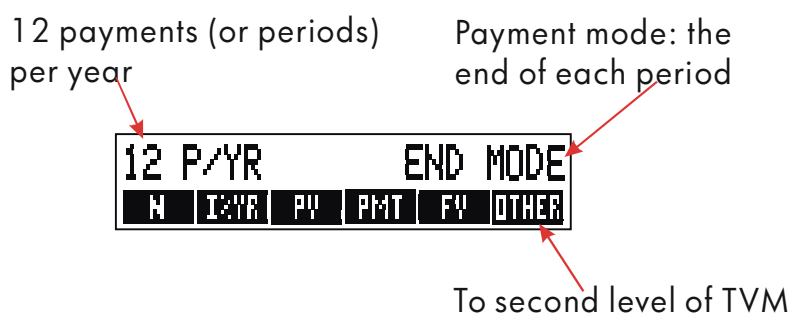 12 payments (or periods)
per year
Payment mode: the
end of each period
12 P/YR END MODE
N I%YR PV PMT FV OTHER
To second level of TVM